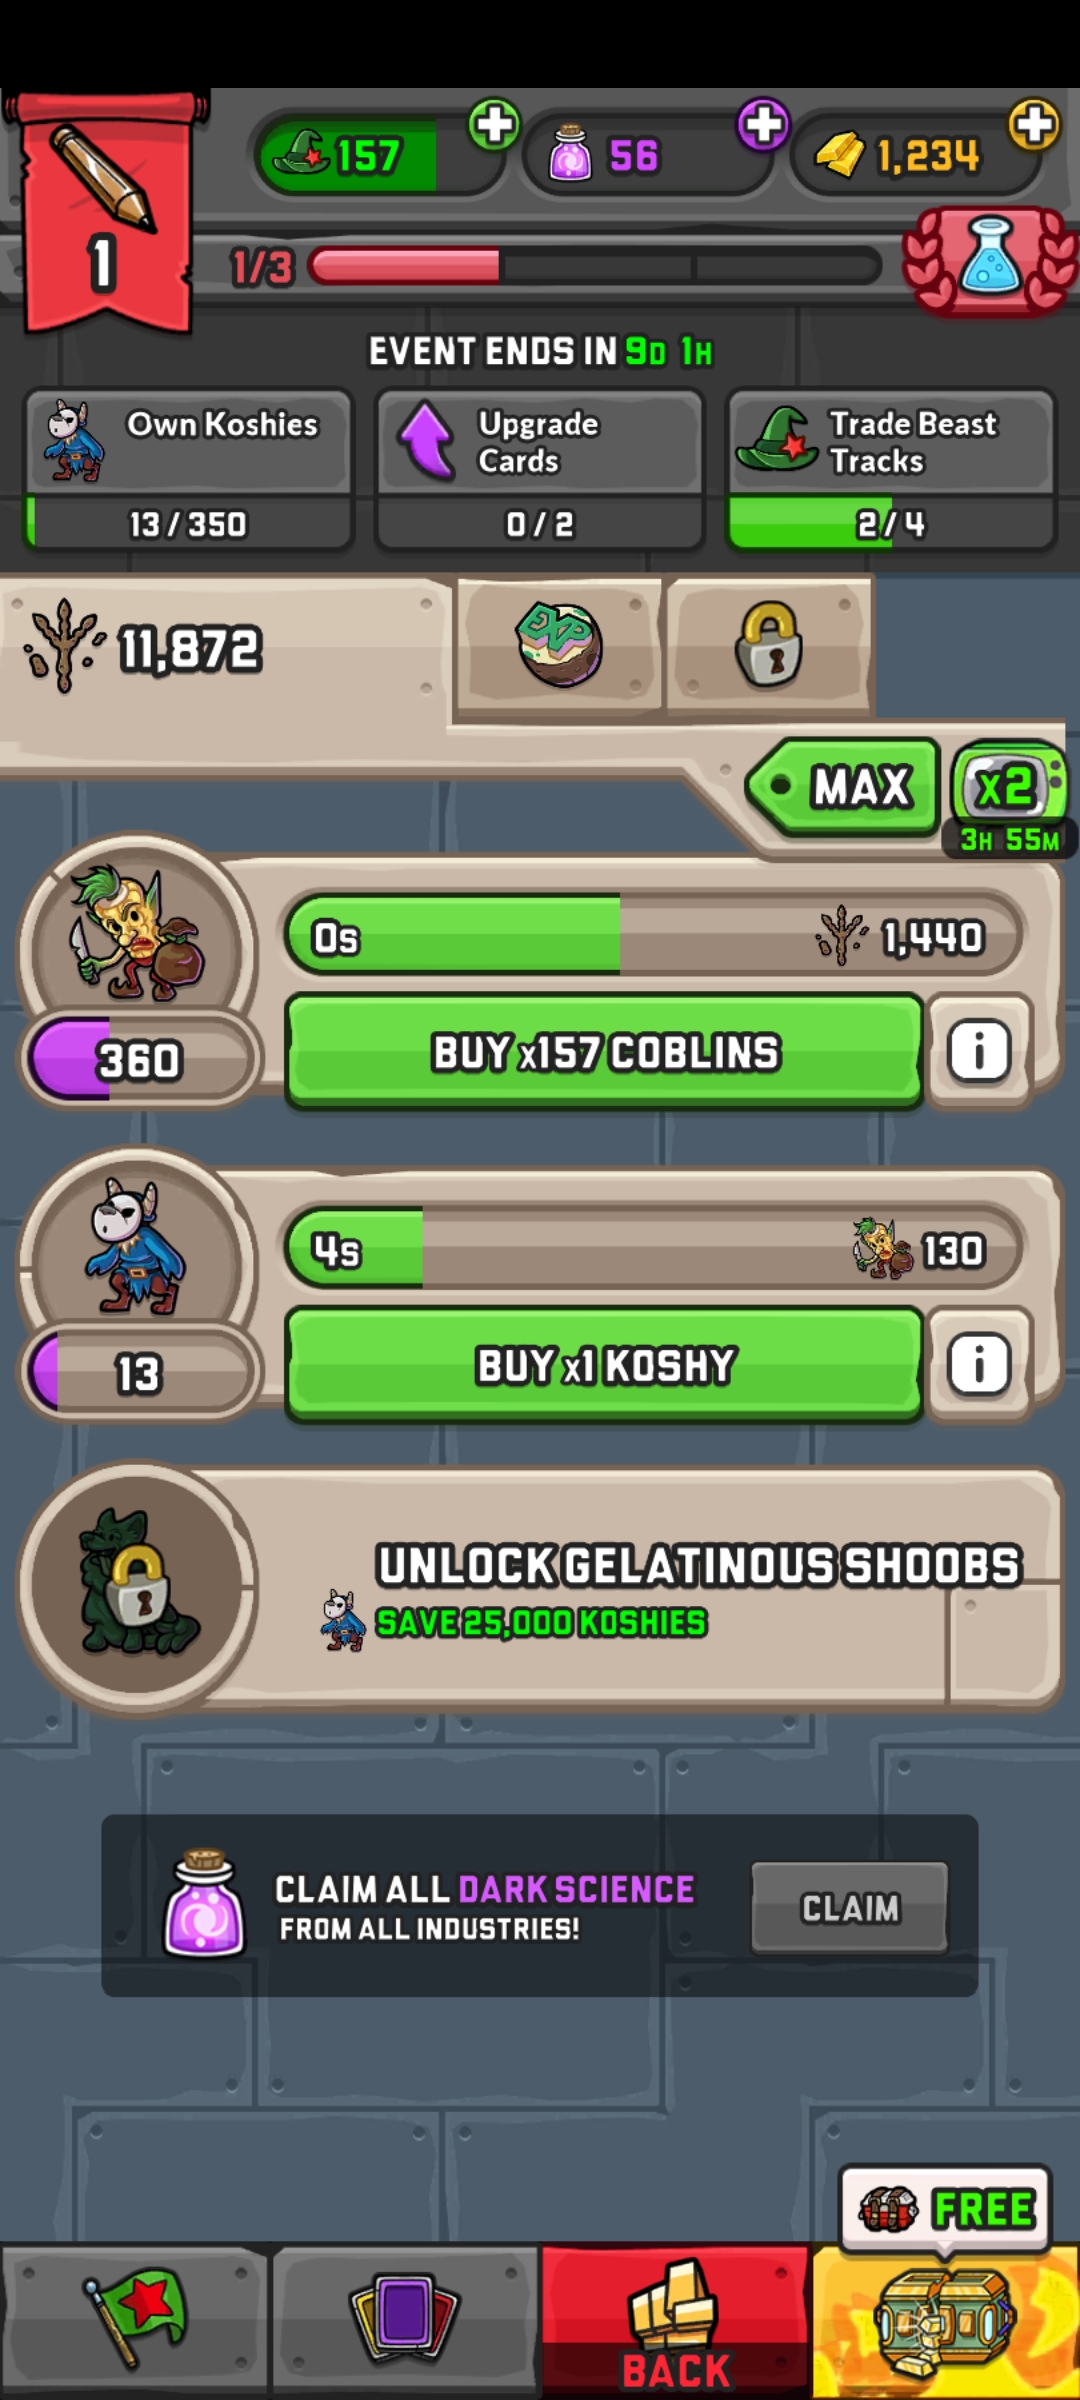 157
56
1,234
1
1/3
EVENT ENDS IN 9D 1H
Own Koshies
13 / 350
Upgrade
Cards
0 / 2
Trade Beast
Tracks
2 / 4
11,872
EXP
MAX
x2
3H 55M
0s
1,440
360
BUY x157 COBLINS
i
4s
130
13
BUY x1 KOSHY
i
UNLOCK GELATINOUS SHOOBS
SAVE 25,000 KOSHIES
CLAIM ALL DARK SCIENCE
FROM ALL INDUSTRIES!
CLAIM
FREE
BACK